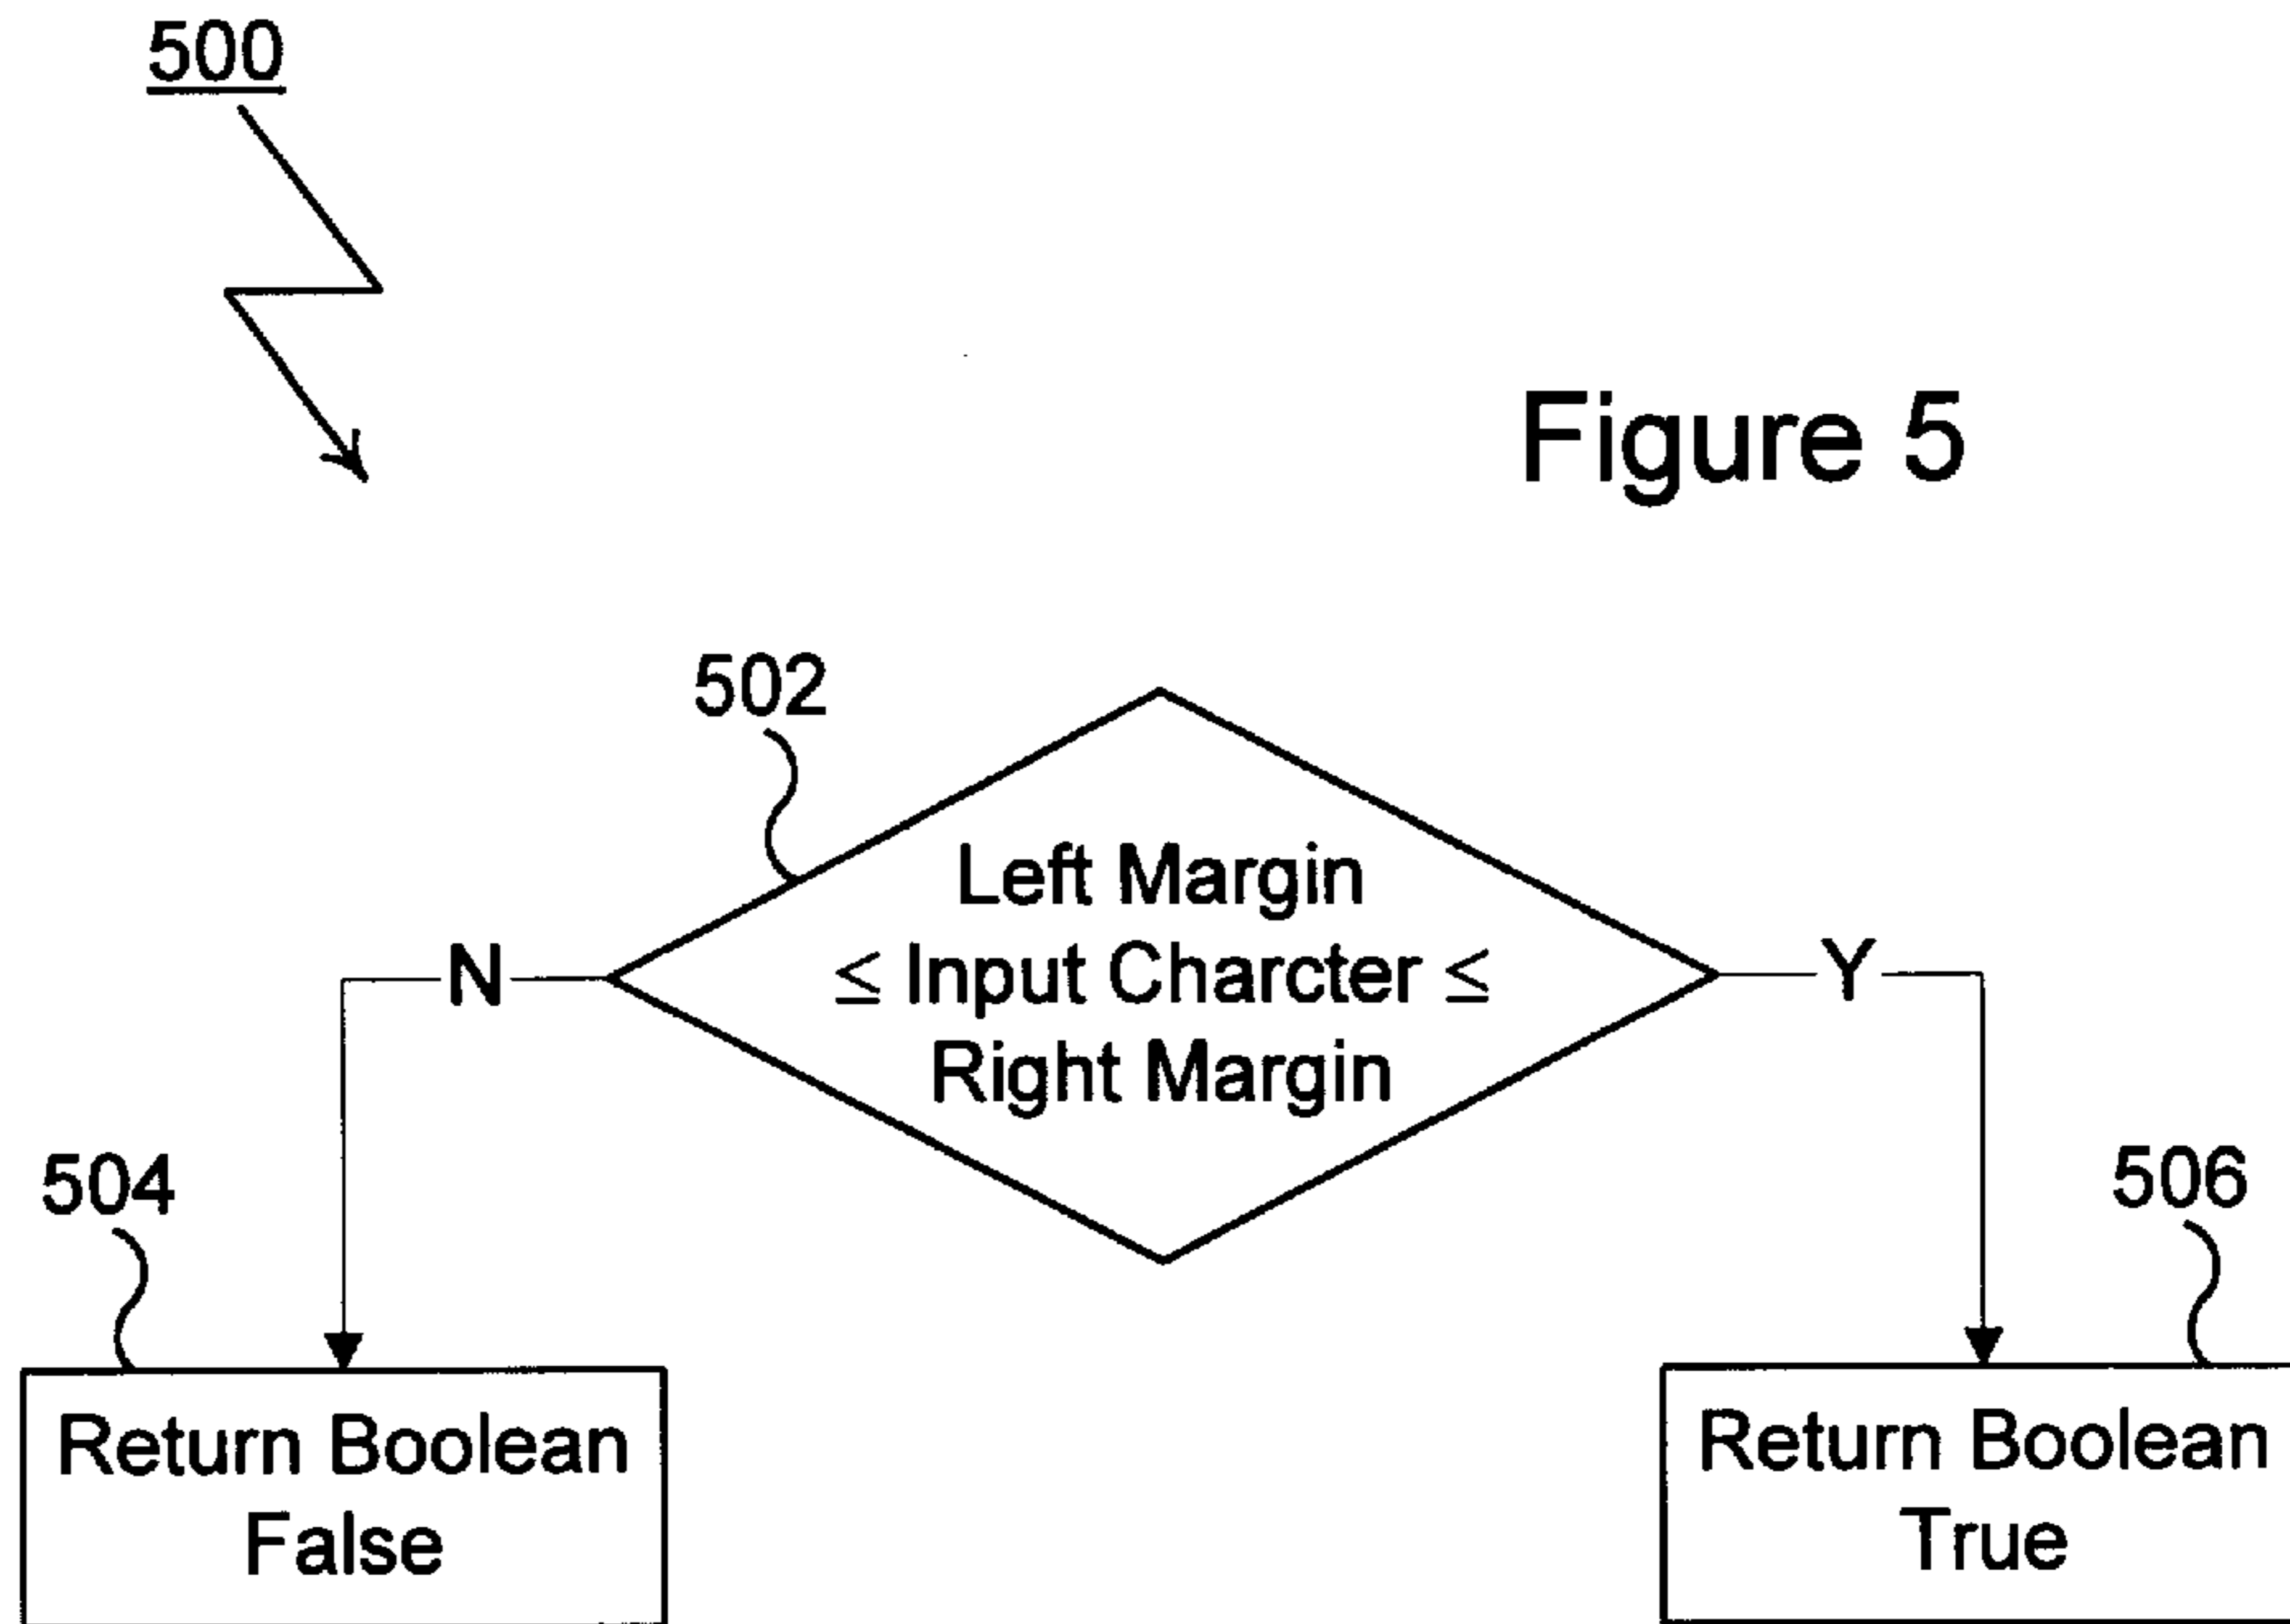 500
Figure 5
502
Left Margin
≤ Input Charcter ≤
Right Margin
N
Y
504
506
Return Boolean
False
Return Boolean
True